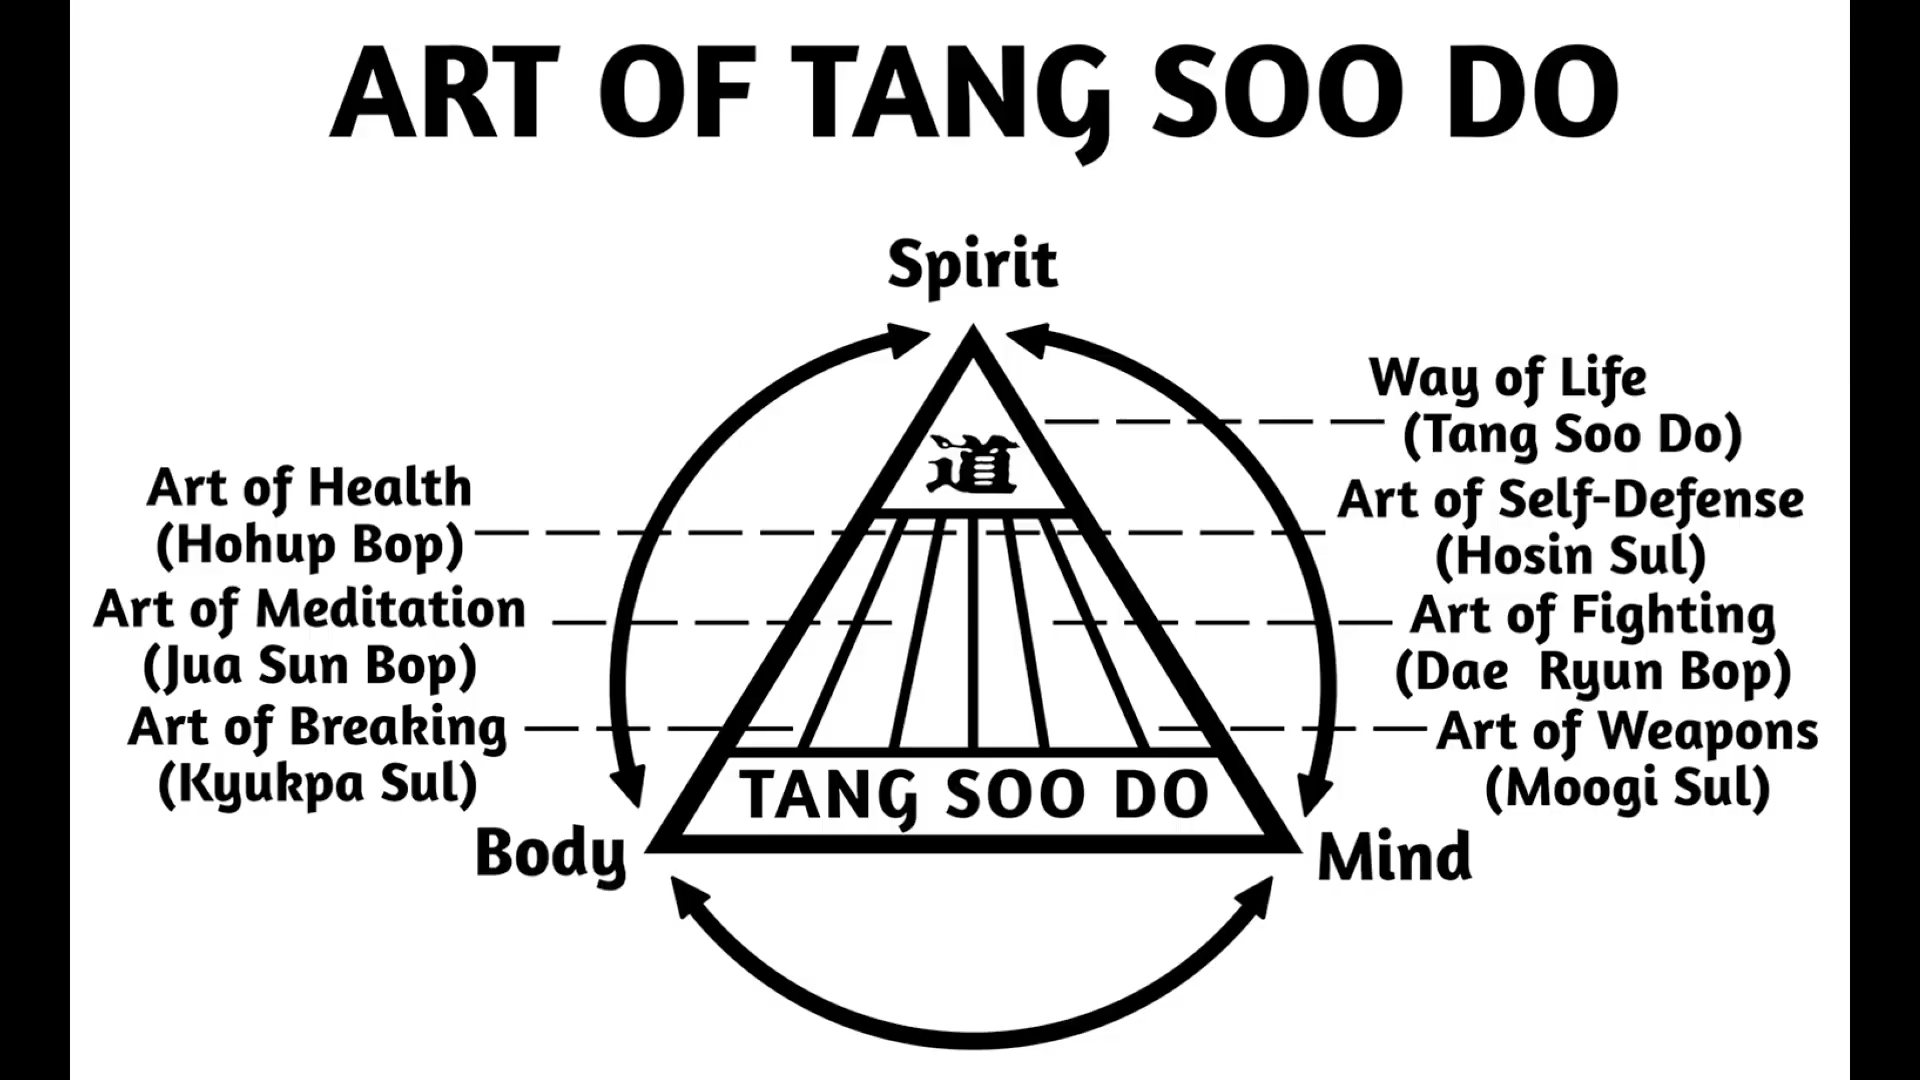 ART OF TANG SOO DO
Spirit
Way of Life
(Tang Soo Do)
道
Art of Health
(Hohup Bop)
Art of Self-Defense
(Hosin Sul)
Art of Meditation
(Jua Sun Bop)
Art of Fighting
(Dae Ryun Bop)
Art of Breaking
(Kyukpa Sul)
Art of Weapons
(Moogi Sul)
TANG SOO DO
Body
Mind